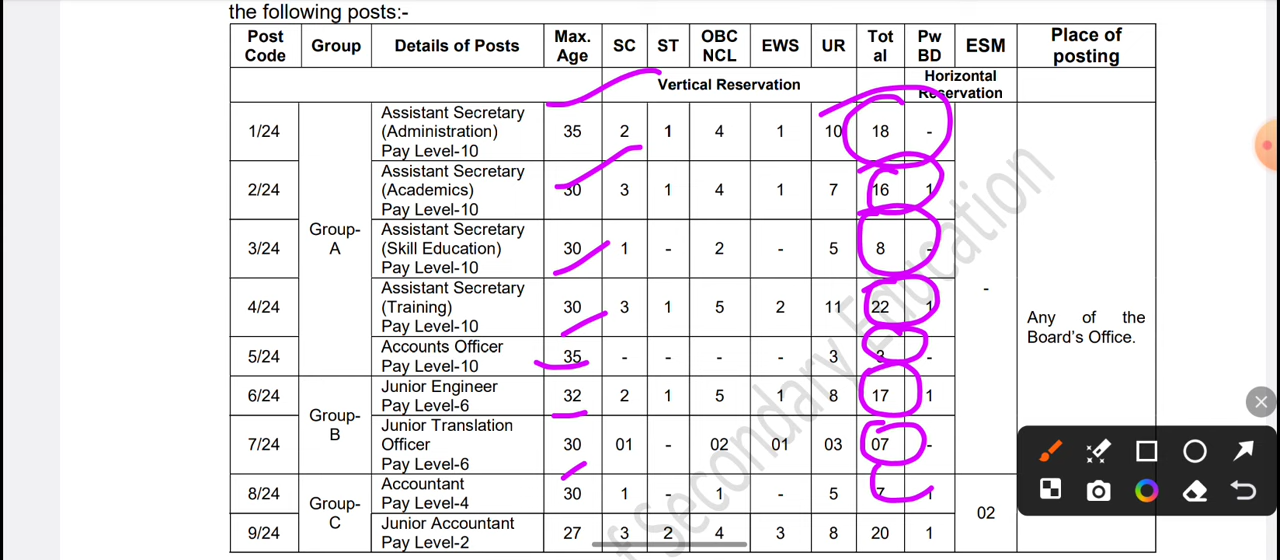 the following posts:-
Post Code Group Details of Posts Max. Age SC ST OBC NCL EWS UR Tot al Pw BD ESM Place of posting
Vertical Reservation Horizontal Reservation
1/24 Group-A Assistant Secretary (Administration) Pay Level-10 35 2 1 4 1 10 18 - - Any of the Board's Office.
2/24 Assistant Secretary (Academics) Pay Level-10 30 3 1 4 1 7 16 1
3/24 Assistant Secretary (Skill Education) Pay Level-10 30 1 - 2 - 5 8 -
4/24 Assistant Secretary (Training) Pay Level-10 30 3 1 5 2 11 22 1
5/24 Accounts Officer Pay Level-10 35 - - - - 3 3 -
6/24 Group-B Junior Engineer Pay Level-6 32 2 1 5 1 8 17 1
7/24 Junior Translation Officer Pay Level-6 30 01 - 02 01 03 07 -
8/24 Group-C Accountant Pay Level-4 30 1 - 1 - 5 7 1 02
9/24 Junior Accountant Pay Level-2 27 3 2 4 3 8 20 1
f Secondary Education